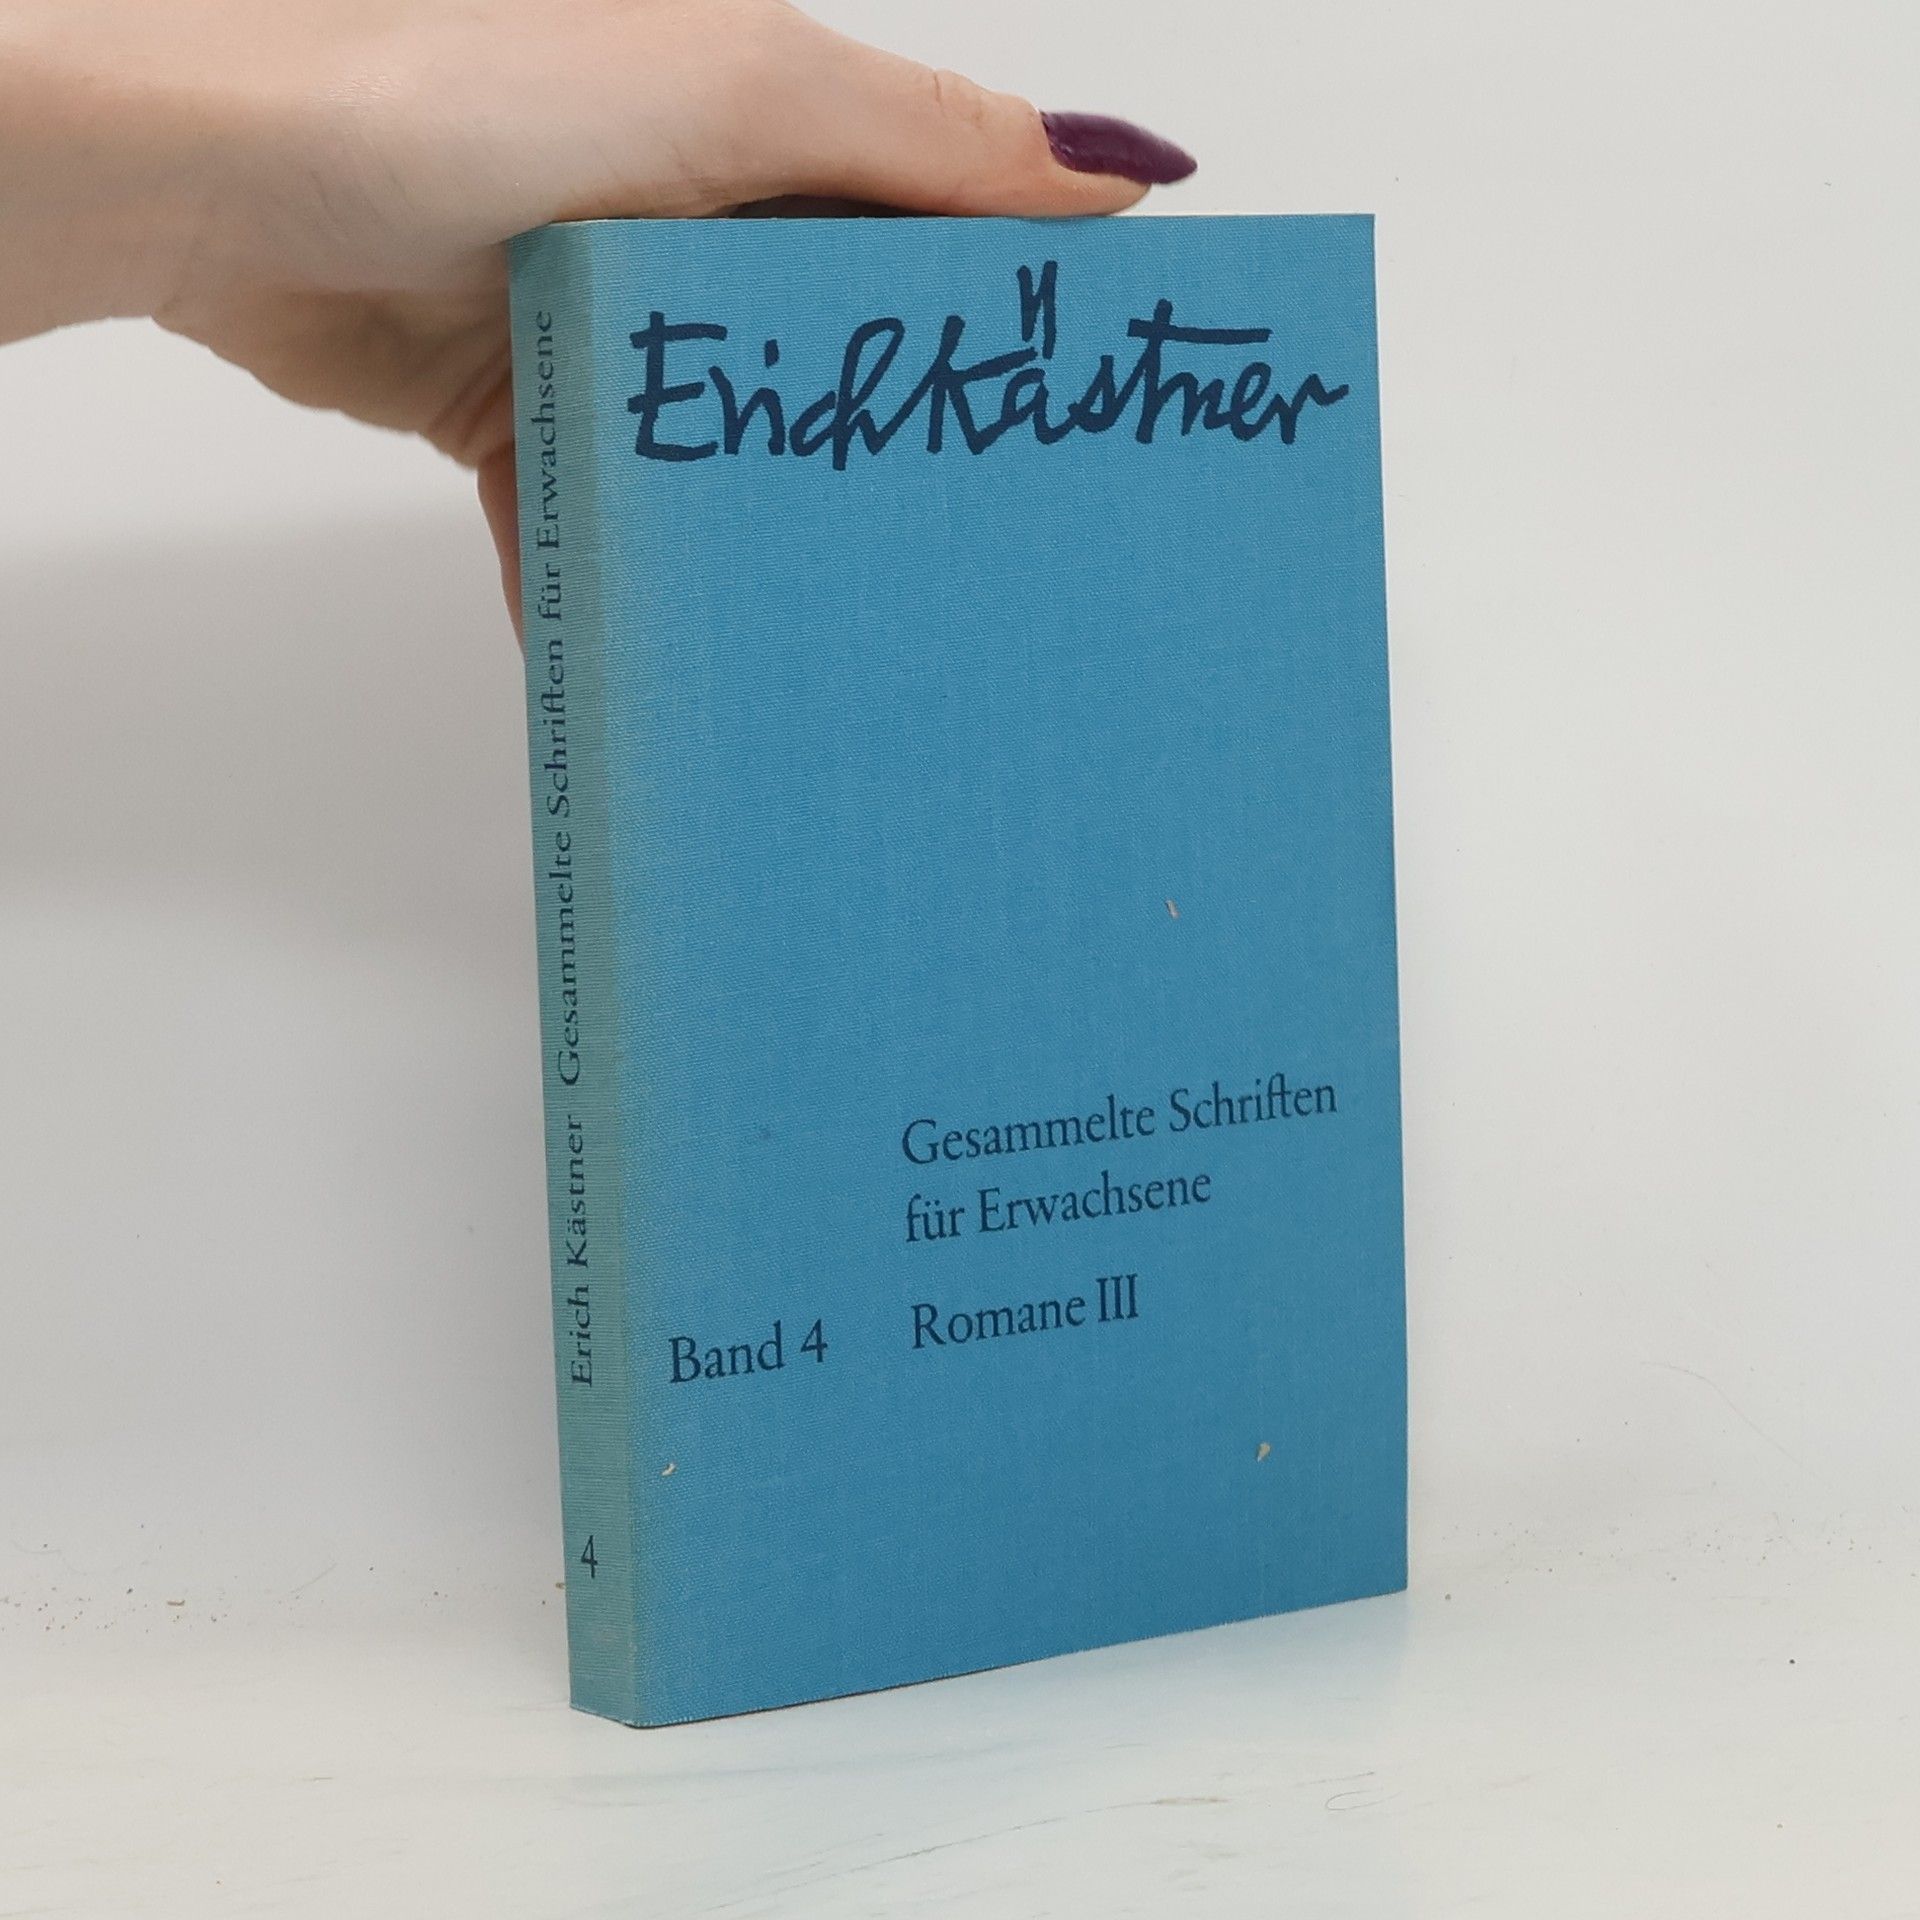 Erich Kästner
Gesammelte Schriften
für Erwachsene
Band 4 Romane III
Erich Kästner Gesammelte Schriften für Erwachsene
4